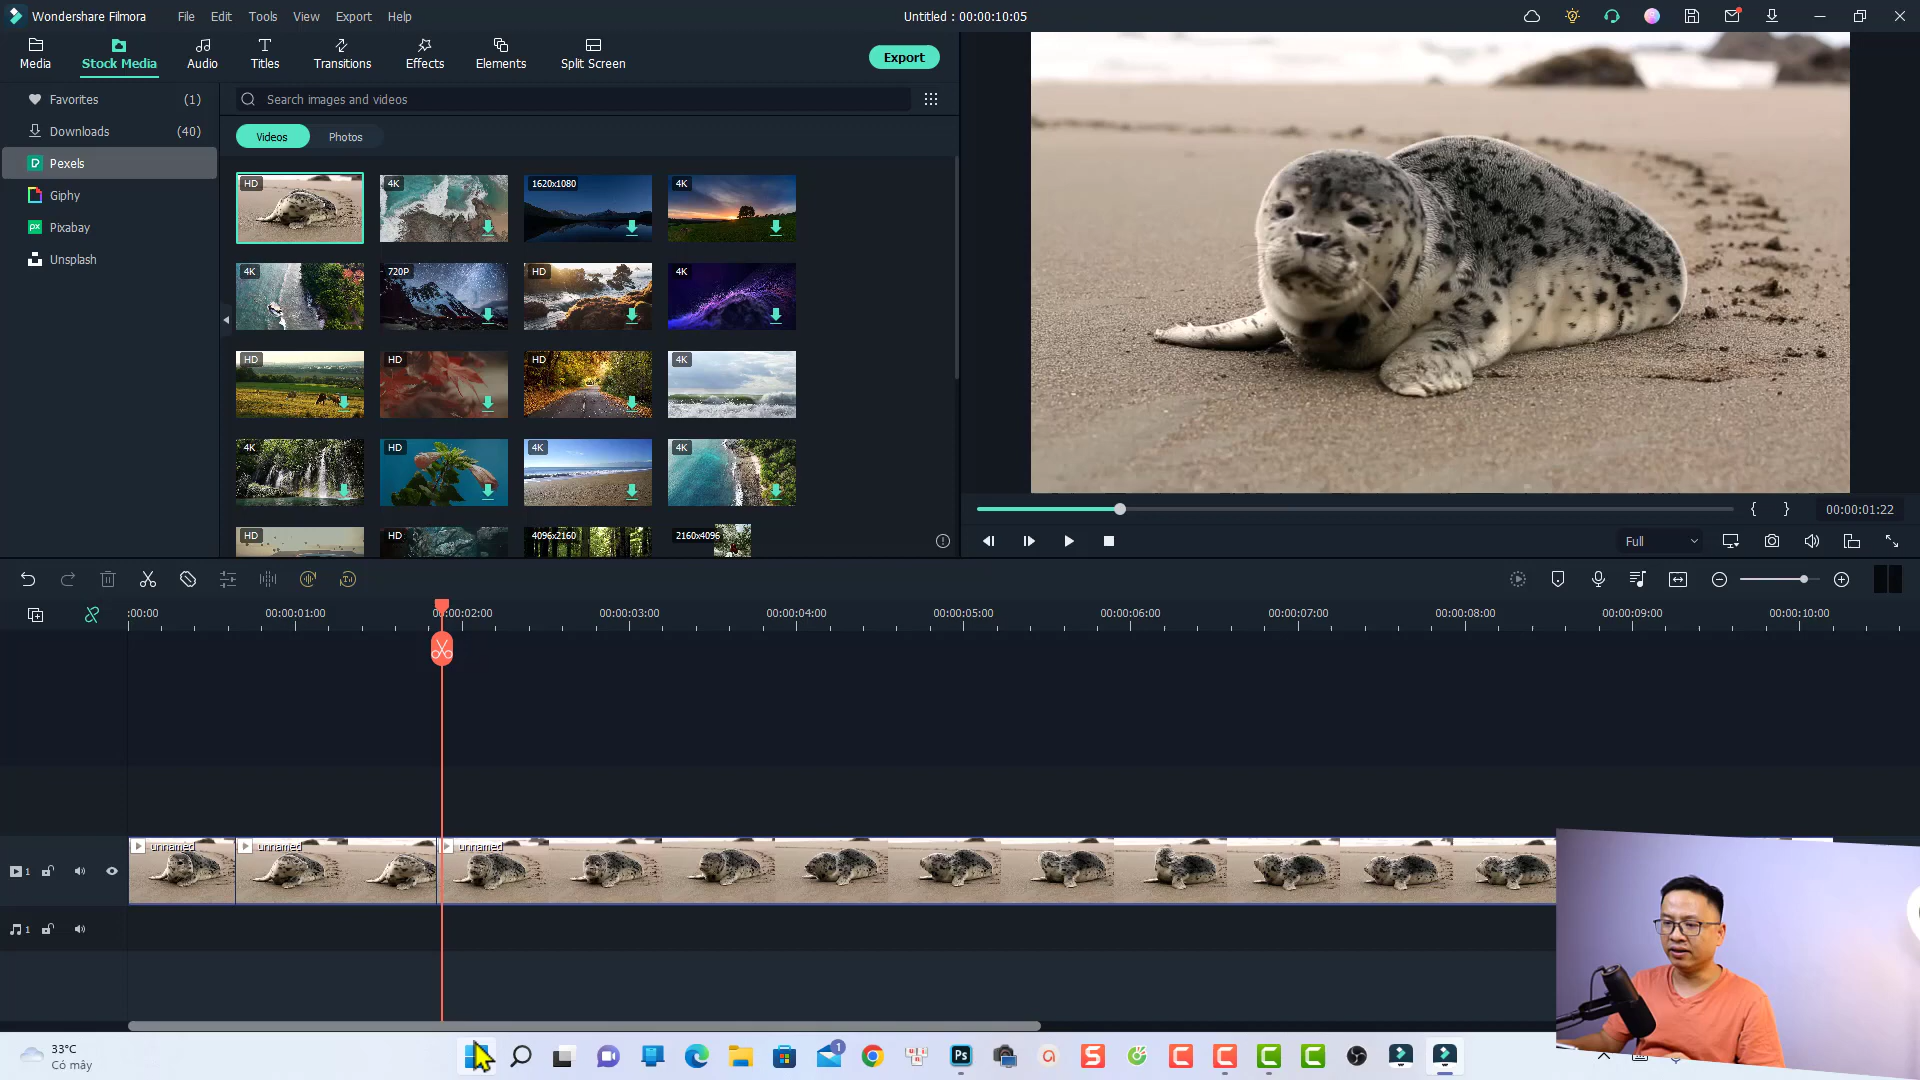 Wondershare Filmora File Edit Tools View Export Help Untitled : 00:00:10:05
Media Stock Media Audio Titles Transitions Effects Elements Split Screen Export
Favorites (1)
Downloads (40)
Pexels
Giphy
Pixabay
Unsplash
Search images and videos
Videos Photos
HD 4K 1620x1080 4K
4K 720P HD 4K
HD HD HD 4K
4K HD 4K 4K
HD HD 4096x2160 2160x4096
00:00:01:22
Full
:00:00 00:00:01:00 00:00:02:00 00:00:03:00 00:00:04:00 00:00:05:00 00:00:06:00 00:00:07:00 00:00:08:00 00:00:09:00 00:00:10:00
unnamed unnamed unnamed
1
1
33°C
Có mây
1
Ps